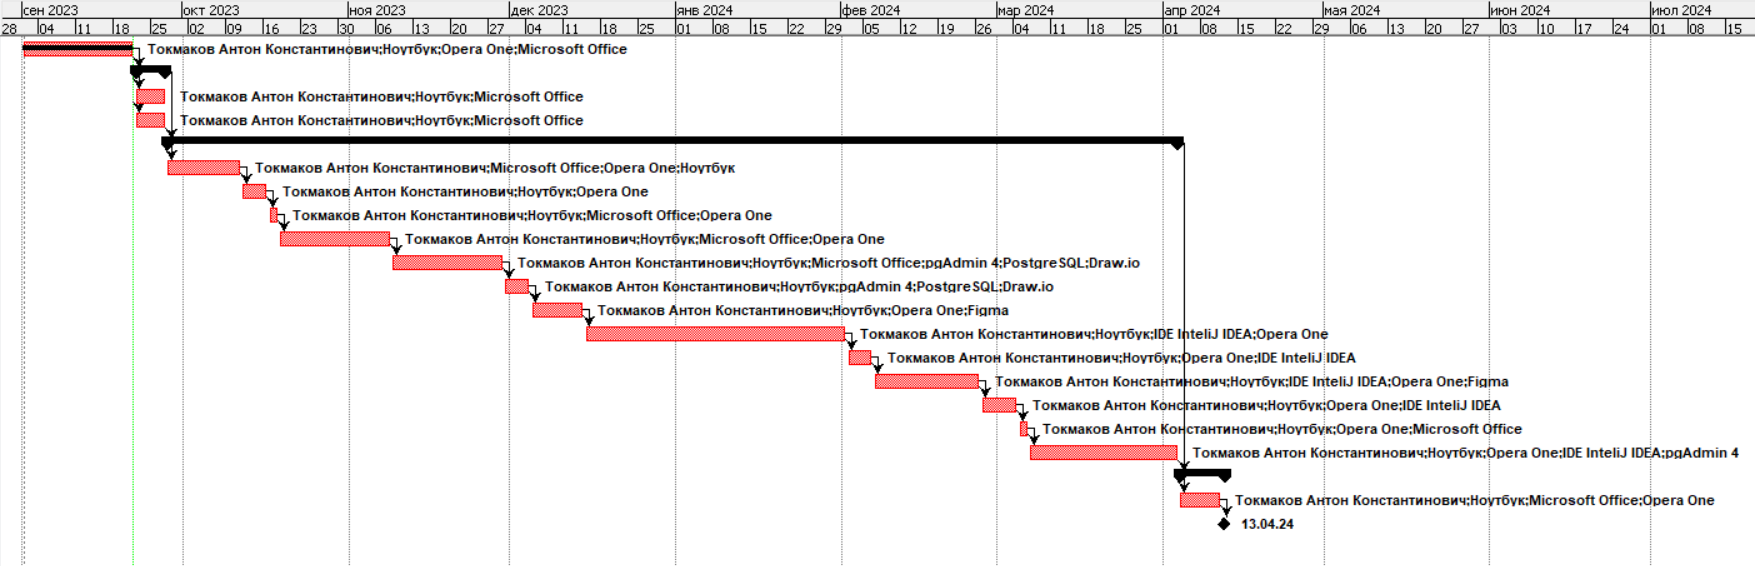 сен 2023 окт 2023 ноя 2023 дек 2023 янв 2024 фев 2024 мар 2024 апр 2024 мая 2024 июн 2024 июл 2024
28 04 11 18 25 02 09 16 23 30 06 13 20 27 04 11 18 25 01 08 15 22 29 05 12 19 26 04 11 18 25 01 08 15 22 29 06 13 20 27 03 10 17 24 01 08 15
Токмаков Антон Константинович;Ноутбук;Opera One;Microsoft Office
Токмаков Антон Константинович;Ноутбук;Microsoft Office
Токмаков Антон Константинович;Ноутбук;Microsoft Office
Токмаков Антон Константинович;Microsoft Office;Opera One;Ноутбук
Токмаков Антон Константинович;Ноутбук;Opera One
Токмаков Антон Константинович;Ноутбук;Microsoft Office;Opera One
Токмаков Антон Константинович;Ноутбук;Microsoft Office;Opera One
Токмаков Антон Константинович;Ноутбук;Microsoft Office;pgAdmin 4;PostgreSQL;Draw.io
Токмаков Антон Константинович;Ноутбук;pgAdmin 4;PostgreSQL;Draw.io
Токмаков Антон Константинович;Ноутбук;Opera One;Figma
Токмаков Антон Константинович;Ноутбук;IDE InteliJ IDEA;Opera One
Токмаков Антон Константинович;Ноутбук;Opera One;IDE InteliJ IDEA
Токмаков Антон Константинович;Ноутбук;IDE InteliJ IDEA;Opera One;Figma
Токмаков Антон Константинович;Ноутбук;Opera One;IDE InteliJ IDEA
Токмаков Антон Константинович;Ноутбук;Opera One;Microsoft Office
Токмаков Антон Константинович;Ноутбук;Opera One;IDE InteliJ IDEA;pgAdmin 4
Токмаков Антон Константинович;Ноутбук;Microsoft Office;Opera One
13.04.24